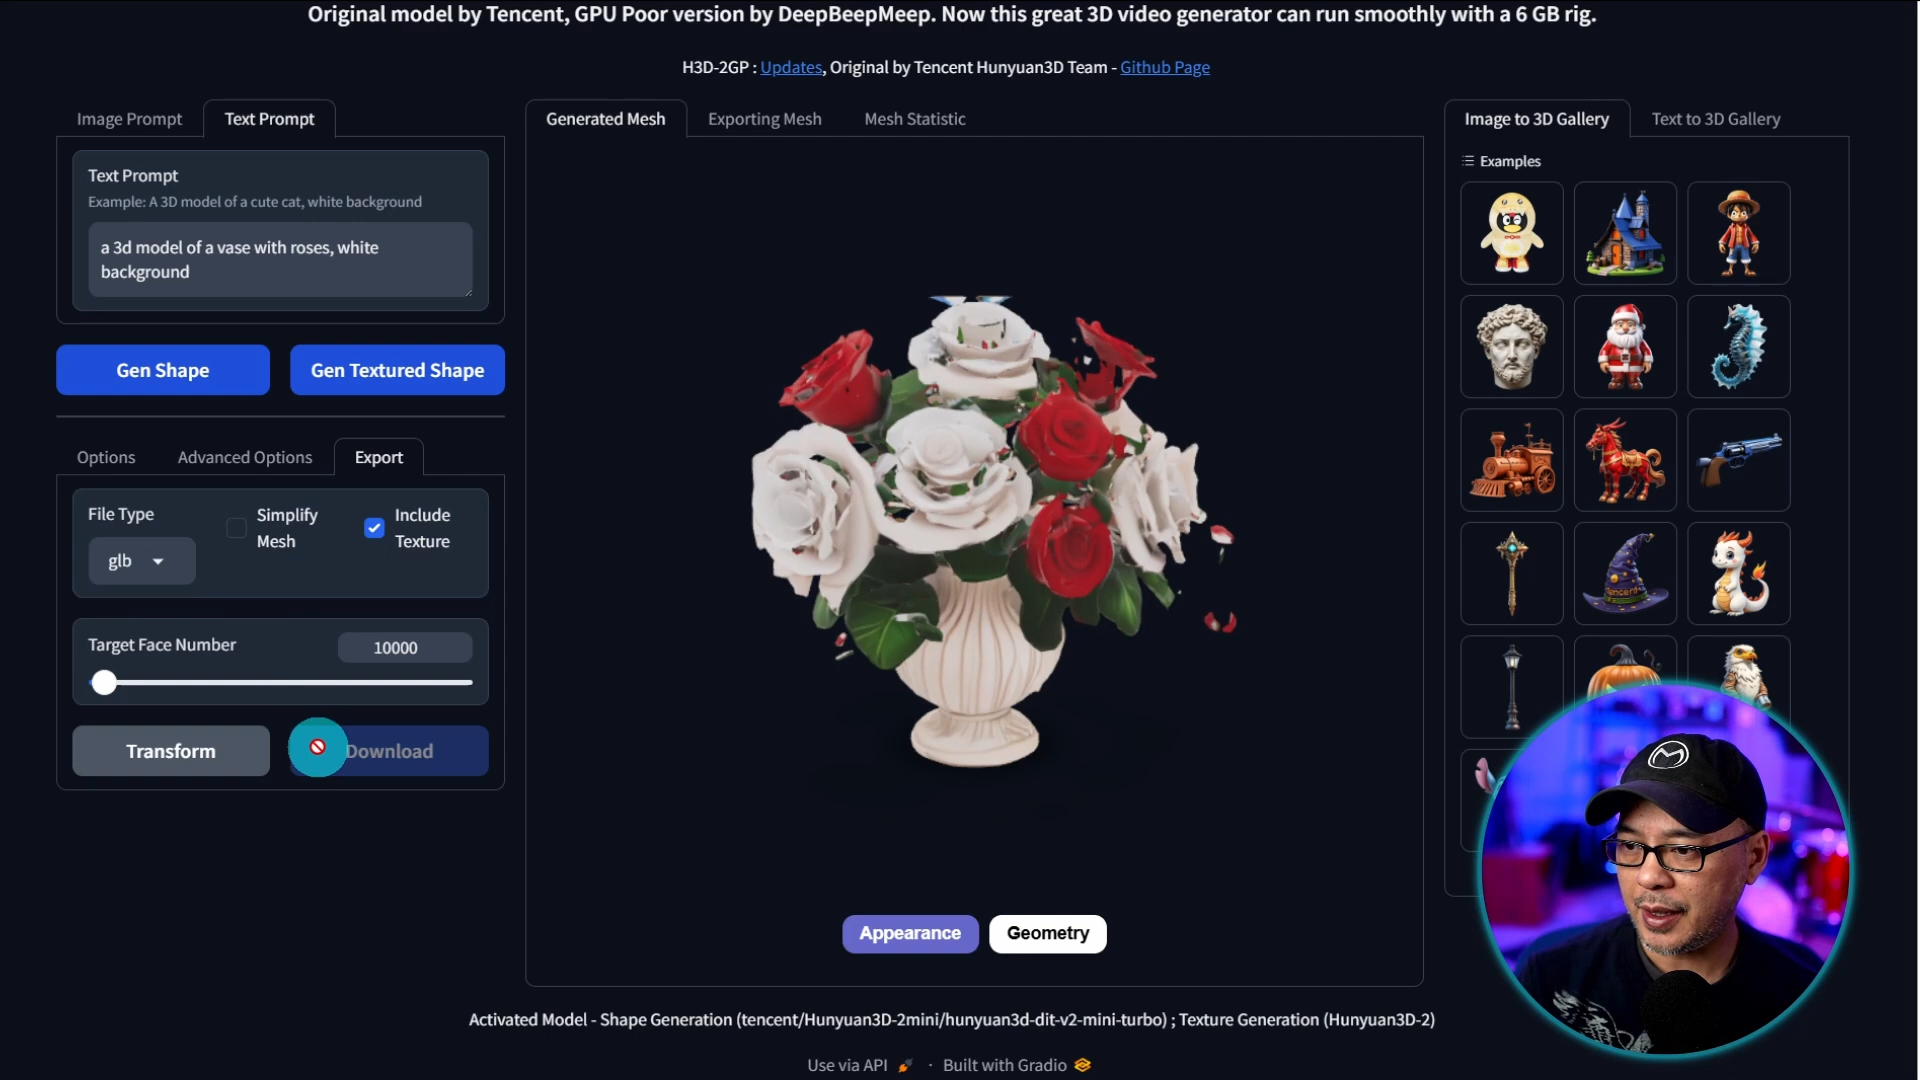 Original model by Tencent, GPU Poor version by DeepBeepMeep. Now this great 3D video generator can run smoothly with a 6 GB rig.
H3D-2GP : Updates, Original by Tencent Hunyuan3D Team - Github Page
Image Prompt
Text Prompt
Text Prompt
Example: A 3D model of a cute cat, white background
a 3d model of a vase with roses, white
background
Gen Shape
Gen Textured Shape
Options
Advanced Options
Export
File Type
glb
Simplify
Mesh
Include
Texture
Target Face Number
10000
Transform
Download
Generated Mesh
Exporting Mesh
Mesh Statistic
Appearance
Geometry
Image to 3D Gallery
Text to 3D Gallery
Examples
Tencent
Activated Model - Shape Generation (tencent/Hunyuan3D-2mini/hunyuan3d-dit-v2-mini-turbo) ; Texture Generation (Hunyuan3D-2)
Use via API · Built with Gradio